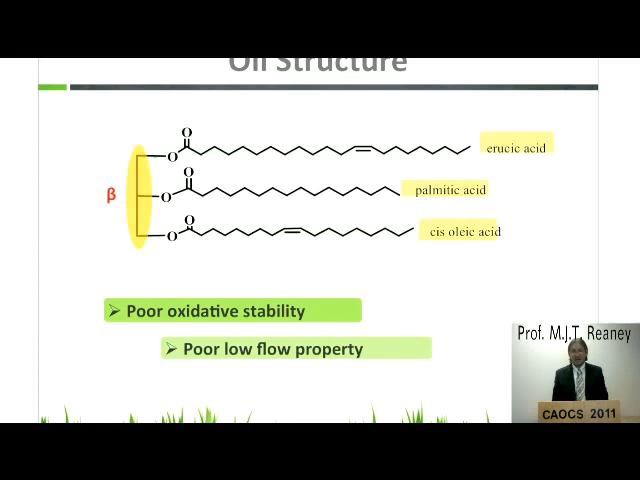 Oil Structure
O
O
erucic acid
O
β
O
palmitic acid
O
O
cis oleic acid
➢ Poor oxidative stability
➢ Poor low flow property
Prof. M.J.T. Reaney
CAOCS 2011